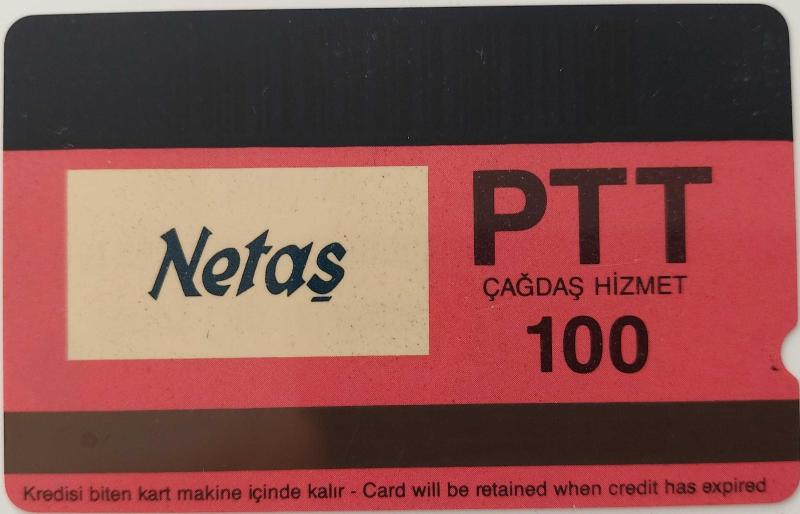 Netaş
PTT
ÇAĞDAŞ HİZMET
100
Kredisi biten kart makine içinde kalır - Card will be retained when credit has expired